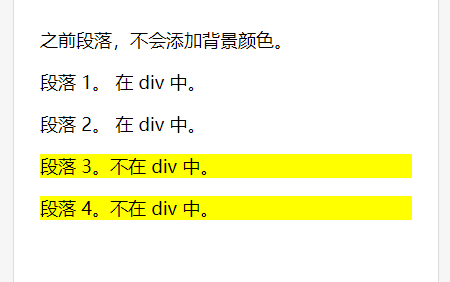 之前段落，不会添加背景颜色。
段落 1。 在 div 中。
段落 2。 在 div 中。
段落 3。不在 div 中。
段落 4。不在 div 中。